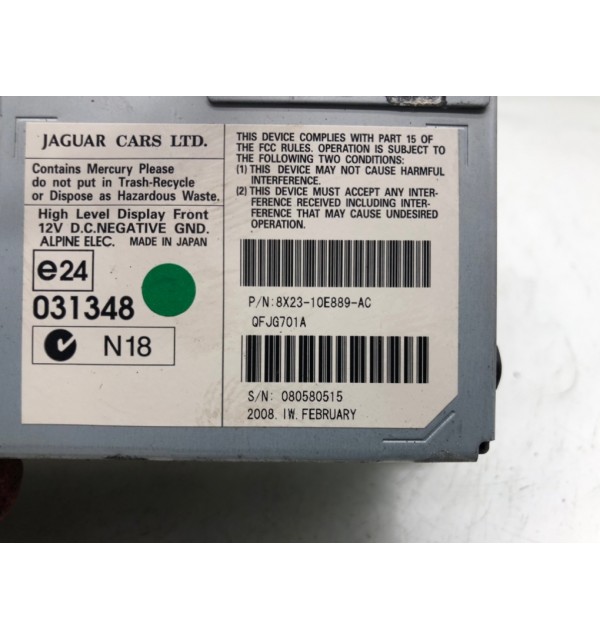 JAGUAR CARS LTD.
Contains Mercury Please
do not put in Trash-Recycle
or Dispose as Hazardous Waste.
High Level Display Front
12V D.C.NEGATIVE GND.
ALPINE ELEC. MADE IN JAPAN
e24
031348
N18
THIS DEVICE COMPLIES WITH PART 15 OF
THE FCC RULES. OPERATION IS SUBJECT TO
THE FOLLOWING TWO CONDITIONS:
(1) THIS DEVICE MAY NOT CAUSE HARMFUL
INTERFERENCE.
(2) THIS DEVICE MUST ACCEPT ANY INTER-
FERENCE RECEIVED INCLUDING INTER-
FERENCE THAT MAY CAUSE UNDESIRED
OPERATION.
P/N:8X23-10E889-AC
QFJG701A
S/N: 080580515
2008. IW. FEBRUARY